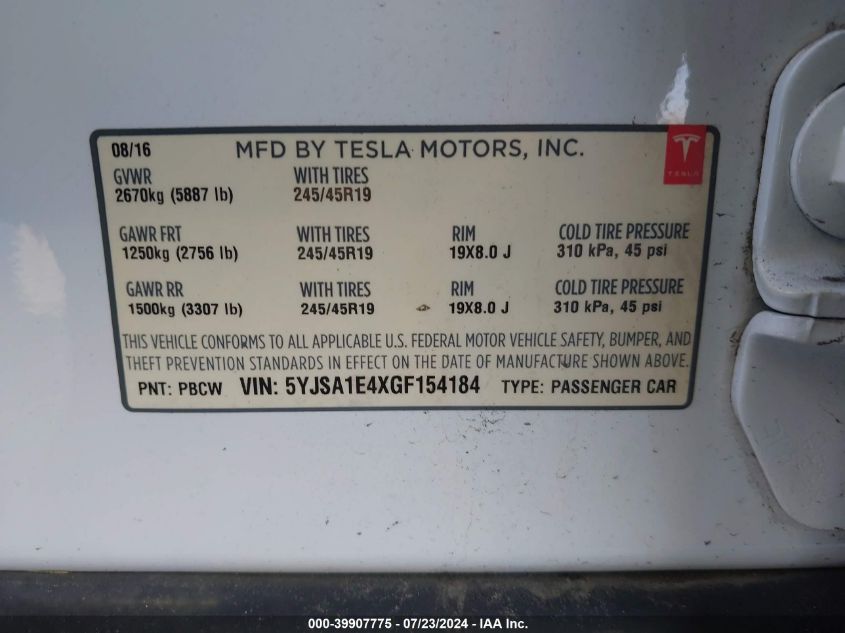 08/16 MFD BY TESLA MOTORS, INC.
TESLA
GVWR WITH TIRES
2670kg (5887 lb) 245/45R19
GAWR FRT WITH TIRES RIM COLD TIRE PRESSURE
1250kg (2756 lb) 245/45R19 19X8.0 J 310 kPa, 45 psi
GAWR RR WITH TIRES RIM COLD TIRE PRESSURE
1500kg (3307 lb) 245/45R19 19X8.0 J 310 kPa, 45 psi
THIS VEHICLE CONFORMS TO ALL APPLICABLE U.S. FEDERAL MOTOR VEHICLE SAFETY, BUMPER, AND
THEFT PREVENTION STANDARDS IN EFFECT ON THE DATE OF MANUFACTURE SHOWN ABOVE.
PNT: PBCW VIN: 5YJSA1E4XGF154184 TYPE: PASSENGER CAR
000-39907775 - 07/23/2024 - IAA, Inc.